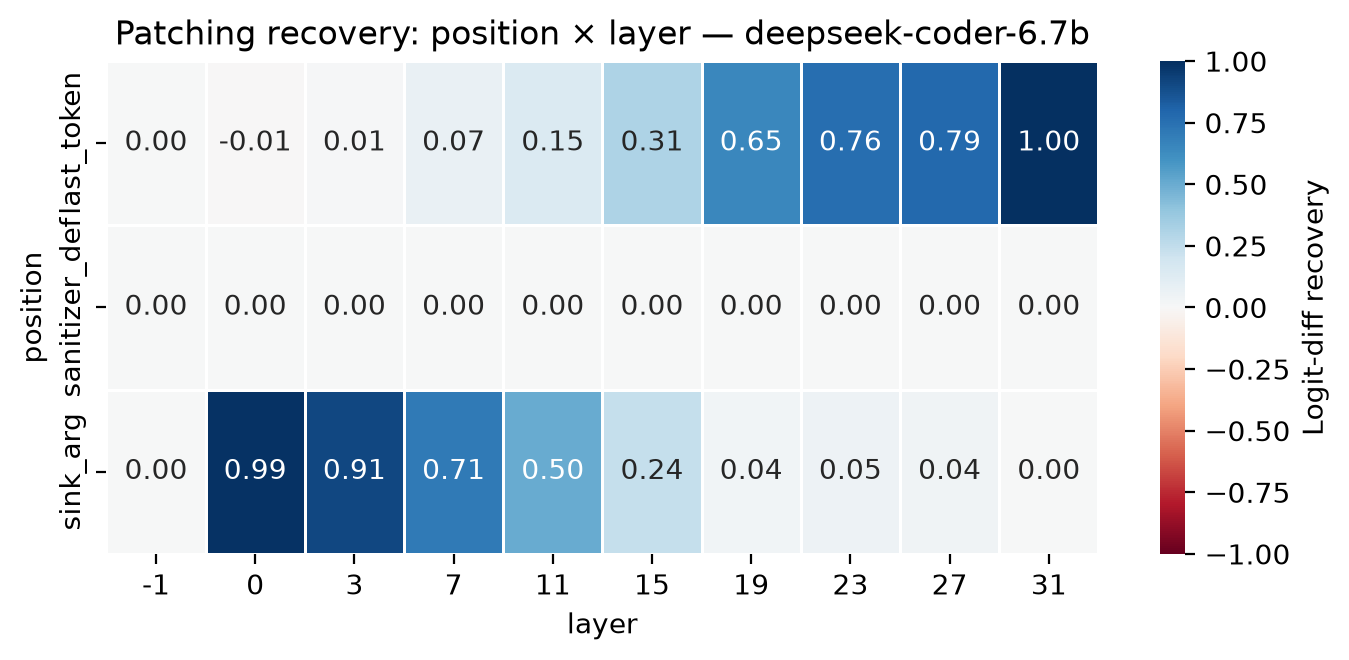 Patching recovery: position × layer — deepseek-coder-6.7b
position
last_token
0.00 -0.01 0.01 0.07 0.15 0.31 0.65 0.76 0.79 1.00
sanitizer_def
0.00 0.00 0.00 0.00 0.00 0.00 0.00 0.00 0.00 0.00
sink_arg
0.00 0.99 0.91 0.71 0.50 0.24 0.04 0.05 0.04 0.00
-1 0 3 7 11 15 19 23 27 31
layer
1.00
0.75
0.50
0.25
0.00
−0.25
−0.50
−0.75
−1.00
Logit-diff recovery